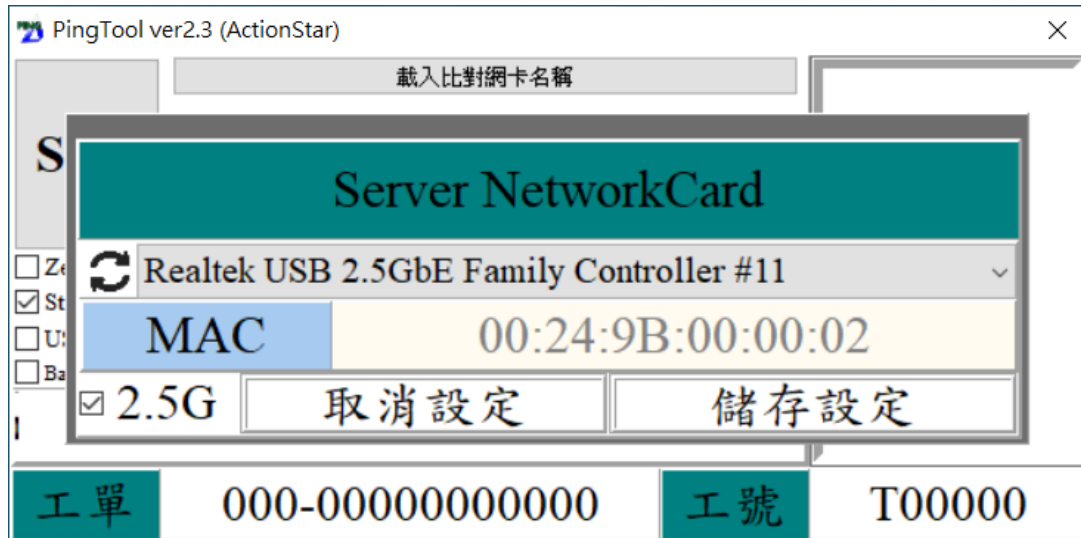 PingTool ver2.3 (ActionStar)
載入比對網卡名稱
S
Server NetworkCard
Realtek USB 2.5GbE Family Controller #11
MAC 00:24:9B:00:00:02
2.5G 取消設定 儲存設定
工單 000-00000000000 工號 T00000